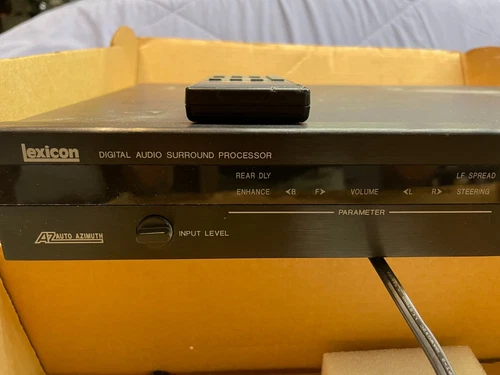 lexicon DIGITAL AUDIO SURROUND PROCESSOR
REAR DLY LF SPREAD
ENHANCE ◄B F► VOLUME ◄L R► STEERING
PARAMETER
AZ AUTO AZIMUTH INPUT LEVEL